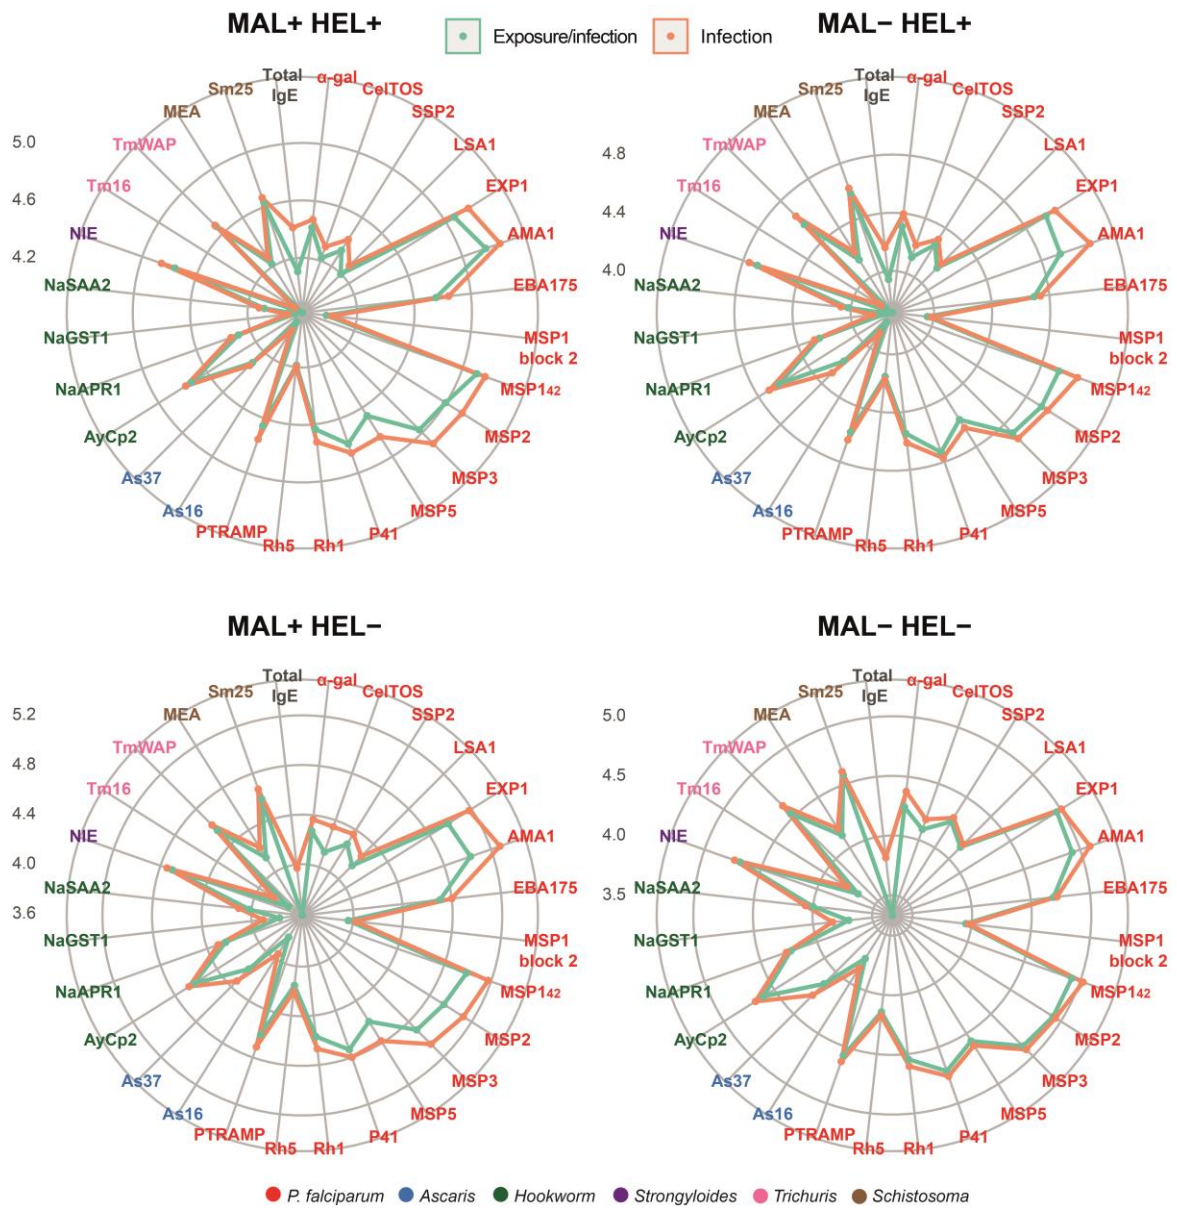 MAL+ HEL+
Exposure/infection
Infection
MAL− HEL+
Total
IgE
α-gal
CelTOS
SSP2
LSA1
EXP1
AMA1
EBA175
MSP1
block 2
MSP1₄₂
MSP2
MSP3
MSP5
P41
Rh1
Rh5
PTRAMP
As16
As37
AyCp2
NaAPR1
NaGST1
NaSAA2
NIE
Tm16
TmWAP
MEA
Sm25
5.0
4.6
4.2
Total
IgE
α-gal
CelTOS
SSP2
LSA1
EXP1
AMA1
EBA175
MSP1
block 2
MSP1₄₂
MSP2
MSP3
MSP5
P41
Rh1
Rh5
PTRAMP
As16
As37
AyCp2
NaAPR1
NaGST1
NaSAA2
NIE
Tm16
TmWAP
MEA
Sm25
4.8
4.4
4.0
MAL+ HEL−
Total
IgE
α-gal
CelTOS
SSP2
LSA1
EXP1
AMA1
EBA175
MSP1
block 2
MSP1₄₂
MSP2
MSP3
MSP5
P41
Rh1
Rh5
PTRAMP
As16
As37
AyCp2
NaAPR1
NaGST1
NaSAA2
NIE
Tm16
TmWAP
MEA
Sm25
5.2
4.8
4.4
4.0
3.6
MAL− HEL−
Total
IgE
α-gal
CelTOS
SSP2
LSA1
EXP1
AMA1
EBA175
MSP1
block 2
MSP1₄₂
MSP2
MSP3
MSP5
P41
Rh1
Rh5
PTRAMP
As16
As37
AyCp2
NaAPR1
NaGST1
NaSAA2
NIE
Tm16
TmWAP
MEA
Sm25
5.0
4.5
4.0
3.5
P. falciparum
Ascaris
Hookworm
Strongyloides
Trichuris
Schistosoma